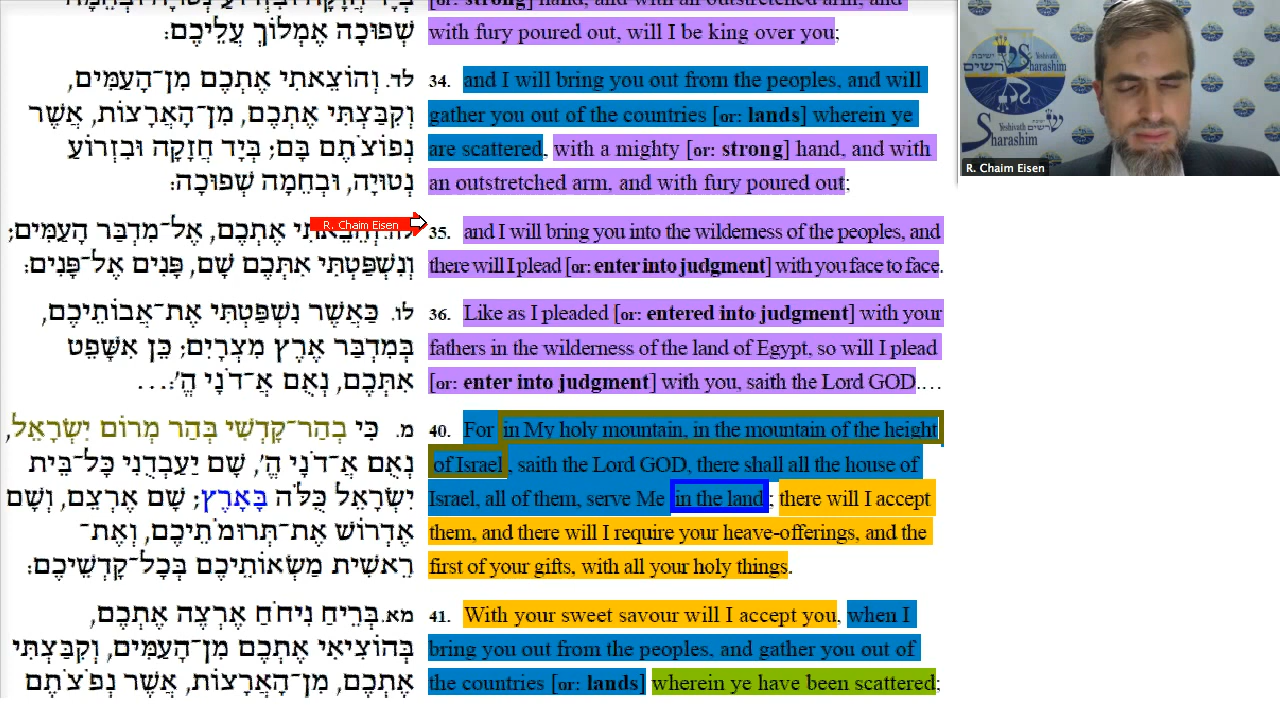 [or: strong] hand, and with an outstretched arm, and
with fury poured out, will I be king over you;
שְׁפוּכָה אֶמְלוֹךְ עֲלֵיכֶם:
34. and I will bring you out from the peoples, and will
gather you out of the countries [or: lands] wherein ye
are scattered, with a mighty [or: strong] hand, and with
an outstretched arm, and with fury poured out;
לד. וְהוֹצֵאתִי אֶתְכֶם מִן־הָעַמִּים,
וְקִבַּצְתִּי אֶתְכֶם, מִן־הָאֲרָצוֹת, אֲשֶׁר
נְפוֹצֹתֶם בָּם; בְּיָד חֲזָקָה וּבִזְרוֹעַ
נְטוּיָה, וּבְחֵמָה שְׁפוּכָה:
R. Chaim Eisen
35. and I will bring you into the wilderness of the peoples, and
there will I plead [or: enter into judgment] with you face to face.
אֶתְכֶם, אֶל־מִדְבַּר הָעַמִּים;
וְנִשְׁפַּטְתִּי אִתְּכֶם שָׁם, פָּנִים אֶל־פָּנִים:
36. Like as I pleaded [or: entered into judgment] with your
fathers in the wilderness of the land of Egypt, so will I plead
[or: enter into judgment] with you, saith the Lord GOD.…
לו. כַּאֲשֶׁר נִשְׁפַּטְתִּי אֶת־אֲבוֹתֵיכֶם,
בְּמִדְבַּר אֶרֶץ מִצְרָיִם; כֵּן אִשָּׁפֵט
אִתְּכֶם, נְאֻם אֲ־דֹנָי ה':…
40. For in My holy mountain, in the mountain of the height
of Israel, saith the Lord GOD, there shall all the house of
Israel, all of them, serve Me in the land; there will I accept
them, and there will I require your heave-offerings, and the
first of your gifts, with all your holy things.
מ. כִּי בְהַר־קָדְשִׁי בְּהַר מְרוֹם יִשְׂרָאֵל,
נְאֻם אֲ־דֹנָי ה', שָׁם יַעַבְדֻנִי כָּל־בֵּית
יִשְׂרָאֵל כֻּלֹּה בָּאָרֶץ; שָׁם אֶרְצֵם, וְשָׁם
אֶדְרוֹשׁ אֶת־תְּרוּמֹתֵיכֶם, וְאֶת־
רֵאשִׁית מַשְׂאוֹתֵיכֶם בְּכָל־קָדְשֵׁיכֶם:
41. With your sweet savour will I accept you, when I
bring you out from the peoples, and gather you out of
the countries [or: lands] wherein ye have been scattered;
מא. בְּרֵיחַ נִיחֹחַ אֶרְצֶה אֶתְכֶם,
בְּהוֹצִיאִי אֶתְכֶם מִן־הָעַמִּים, וְקִבַּצְתִּי
אֶתְכֶם, מִן־הָאֲרָצוֹת, אֲשֶׁר נְפֹצֹתֶם
Yeshivath
Sharashim
R. Chaim Eisen